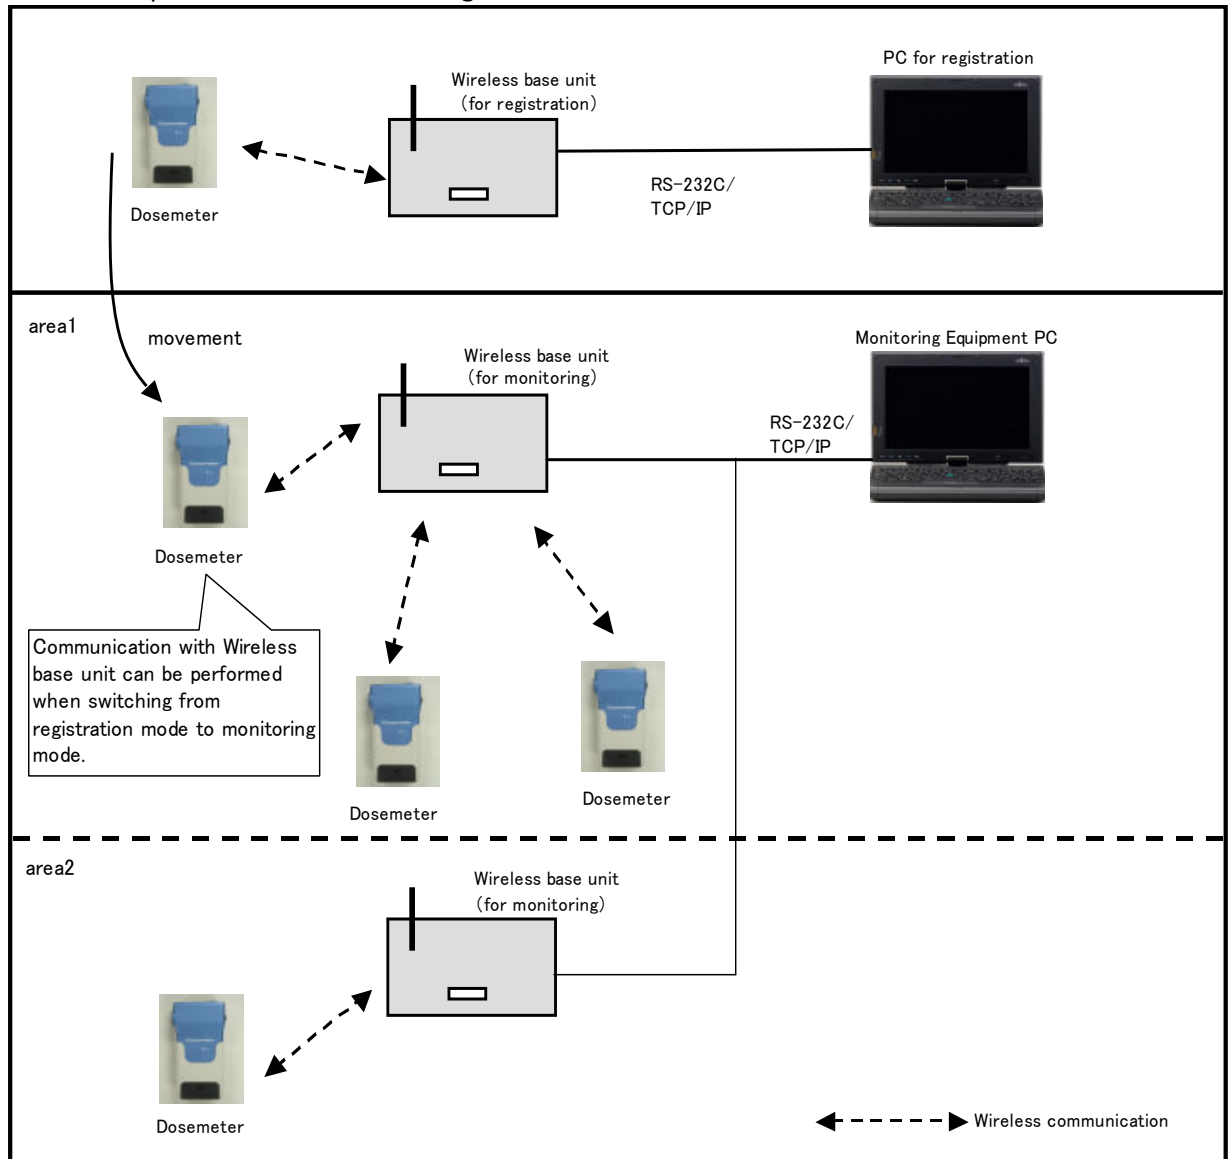 PC for registration
Wireless base unit
(for registration)
RS-232C/
TCP/IP
Dosemeter
area1
movement
Wireless base unit
(for monitoring)
Monitoring Equipment PC
RS-232C/
TCP/IP
Dosemeter
Communication with Wireless
base unit can be performed
when switching from
registration mode to monitoring
mode.
Dosemeter
Dosemeter
area2
Wireless base unit
(for monitoring)
Dosemeter
Wireless communication